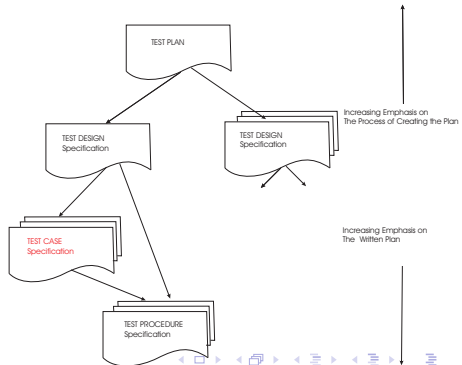 TEST PLAN
Increasing Emphasis on
The Process of Creating the Plan
TEST DESIGN
Specification
TEST DESIGN
Specification
Increasing Emphasis on
The Written Plan
TEST CASE
Specification
TEST PROCEDURE
Specification